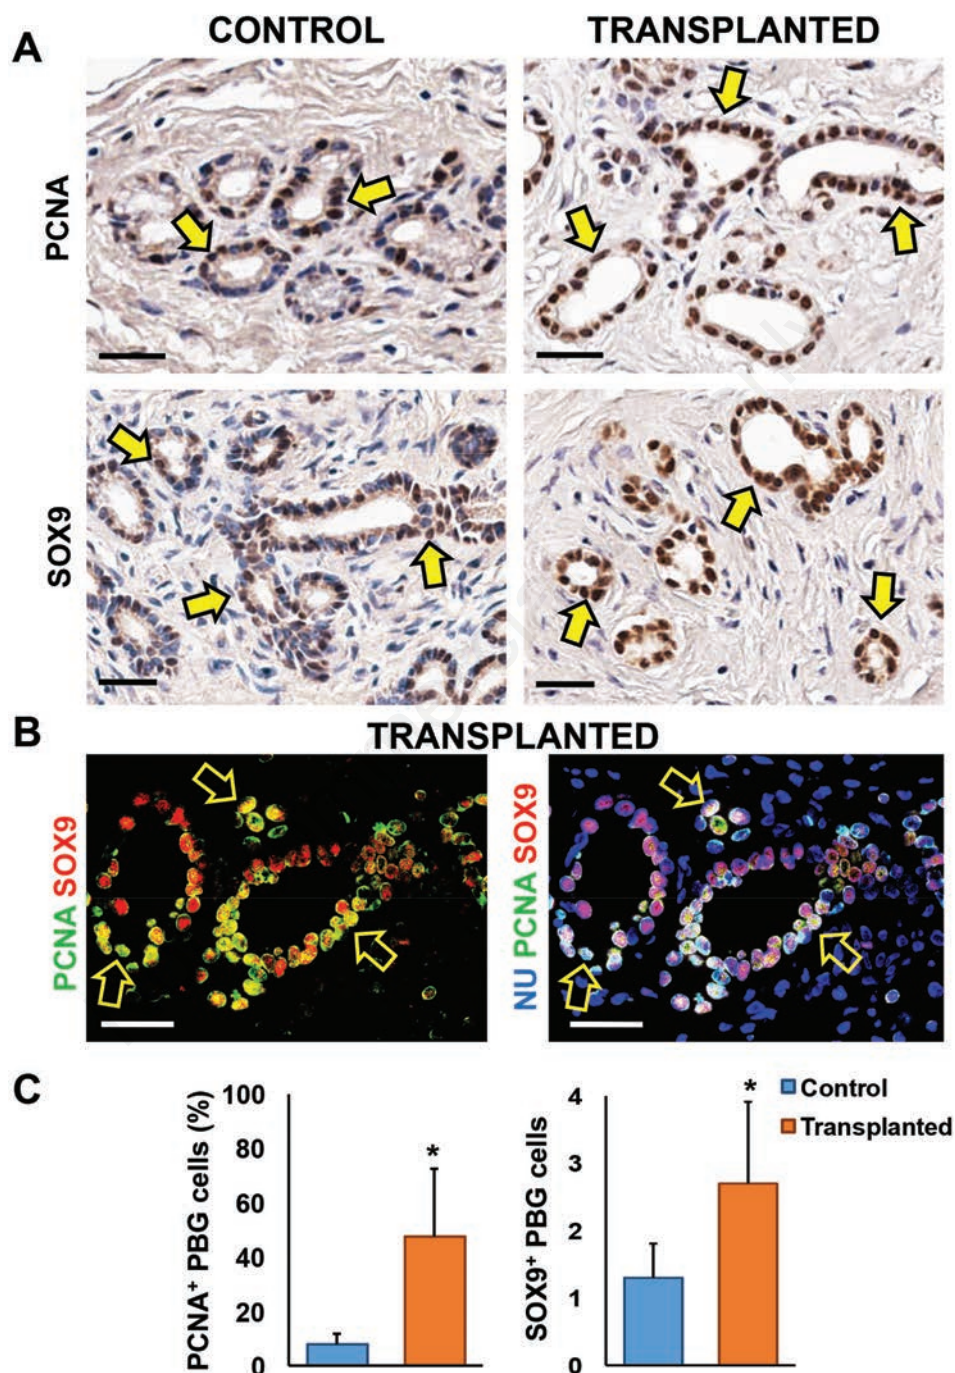 A
CONTROL
TRANSPLANTED
PCNA
SOX9
B
TRANSPLANTED
PCNA SOX9
NU PCNA SOX9
C
PCNA⁺ PBG cells (%)
100
80
60
40
20
0
*
SOX9⁺ PBG cells
4
3
2
1
0
*
Control
Transplanted